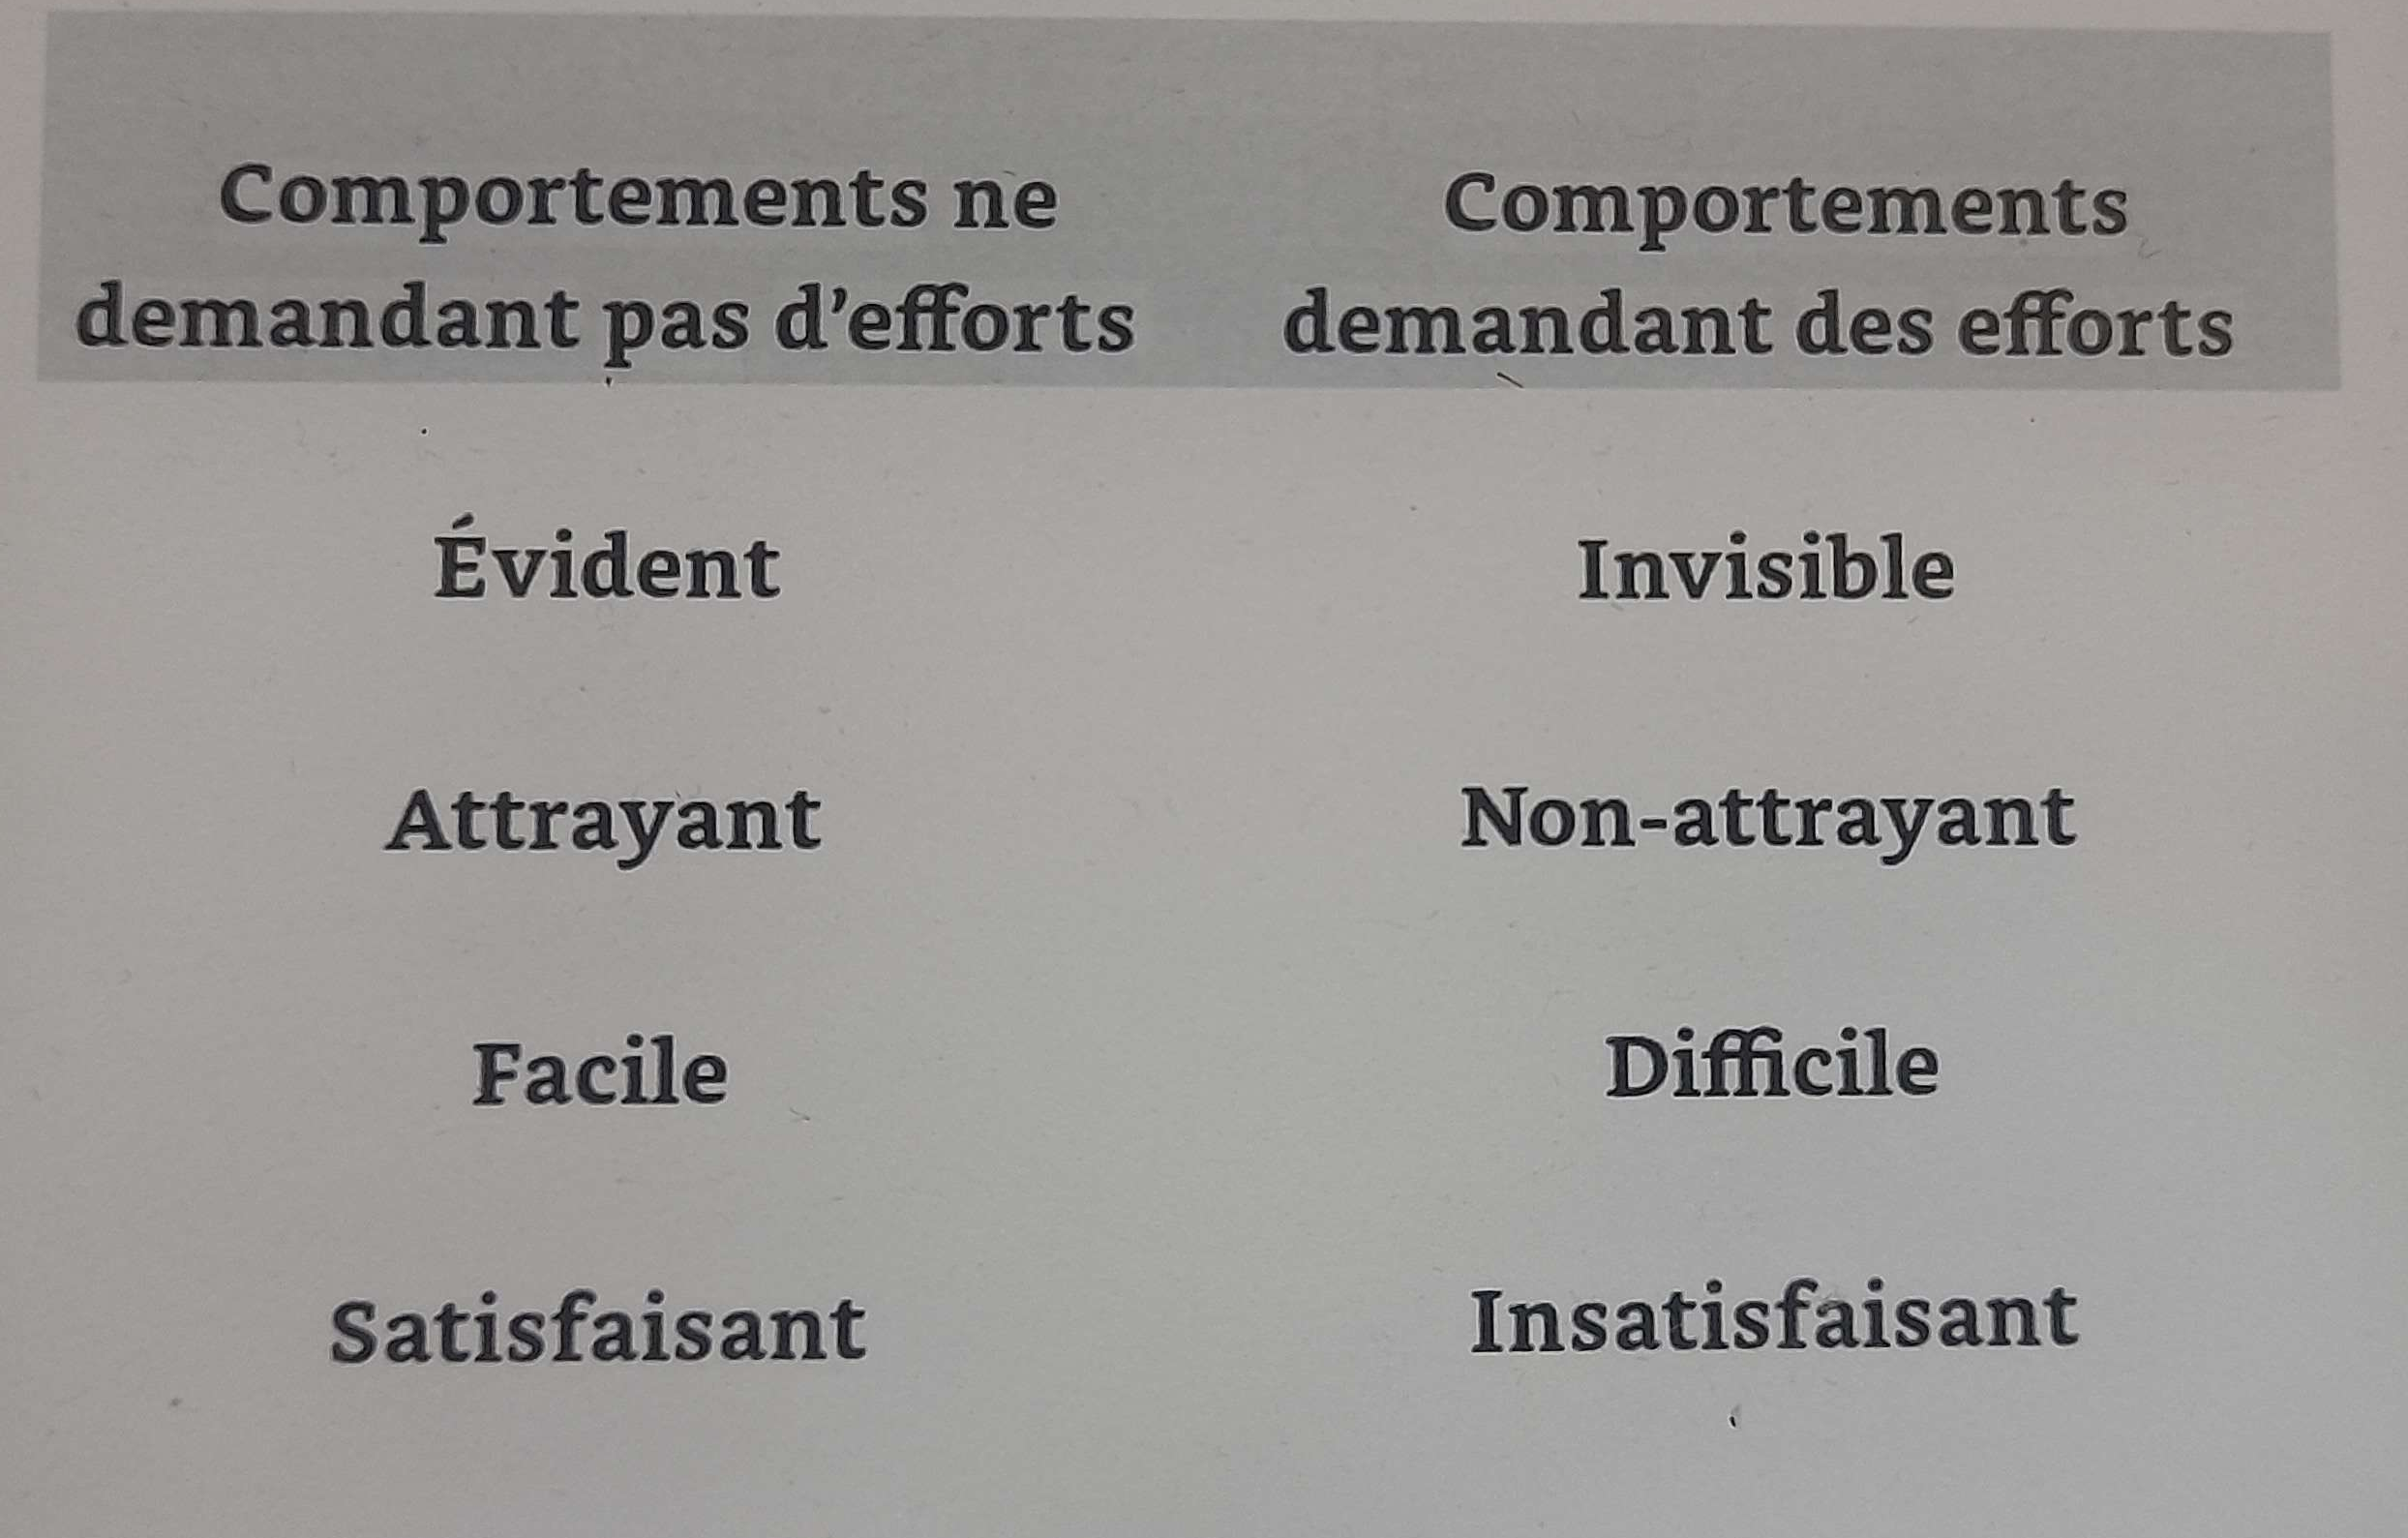 Comportements ne
demandant pas d'efforts
Comportements
demandant des efforts
Évident
Invisible
Attrayant
Non-attrayant
Facile
Difficile
Satisfaisant
Insatisfaisant